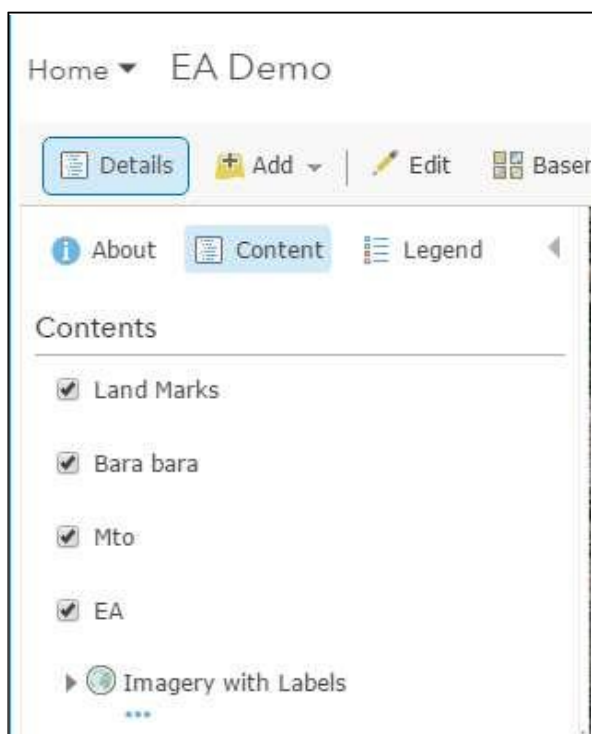 Home EA Demo
Details Add Edit Baser
About Content Legend
Contents
Land Marks
Bara bara
Mto
EA
Imagery with Labels